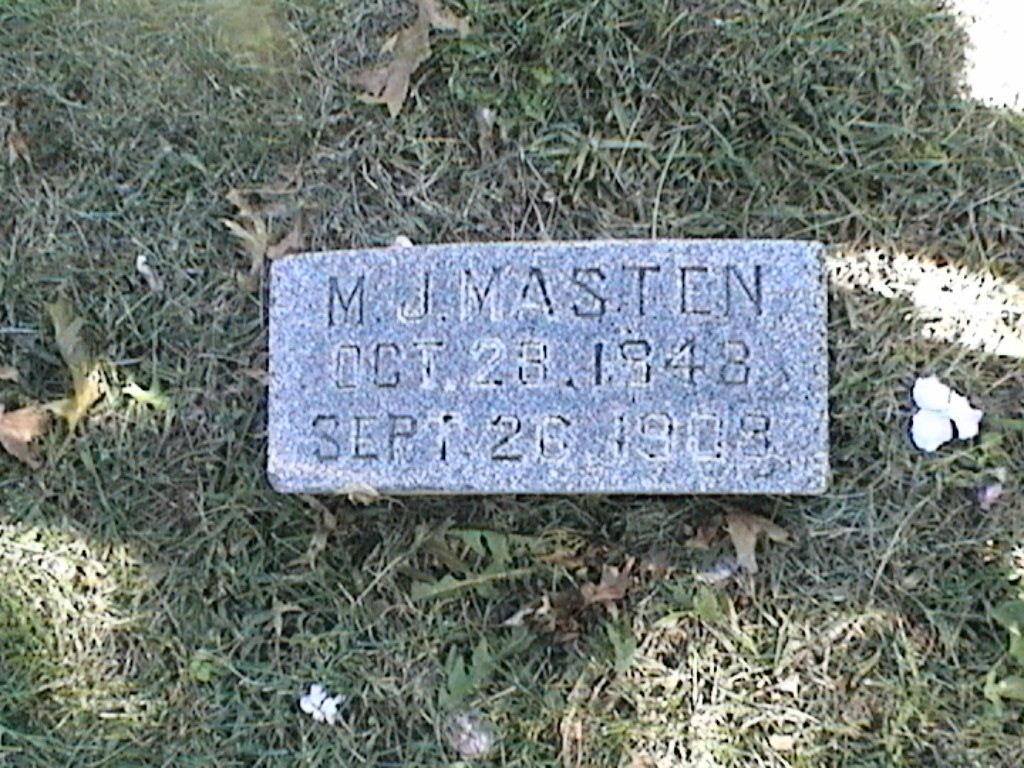 M.J.MASTEN
OCT. 28, 1848
SEPT. 26, 1908